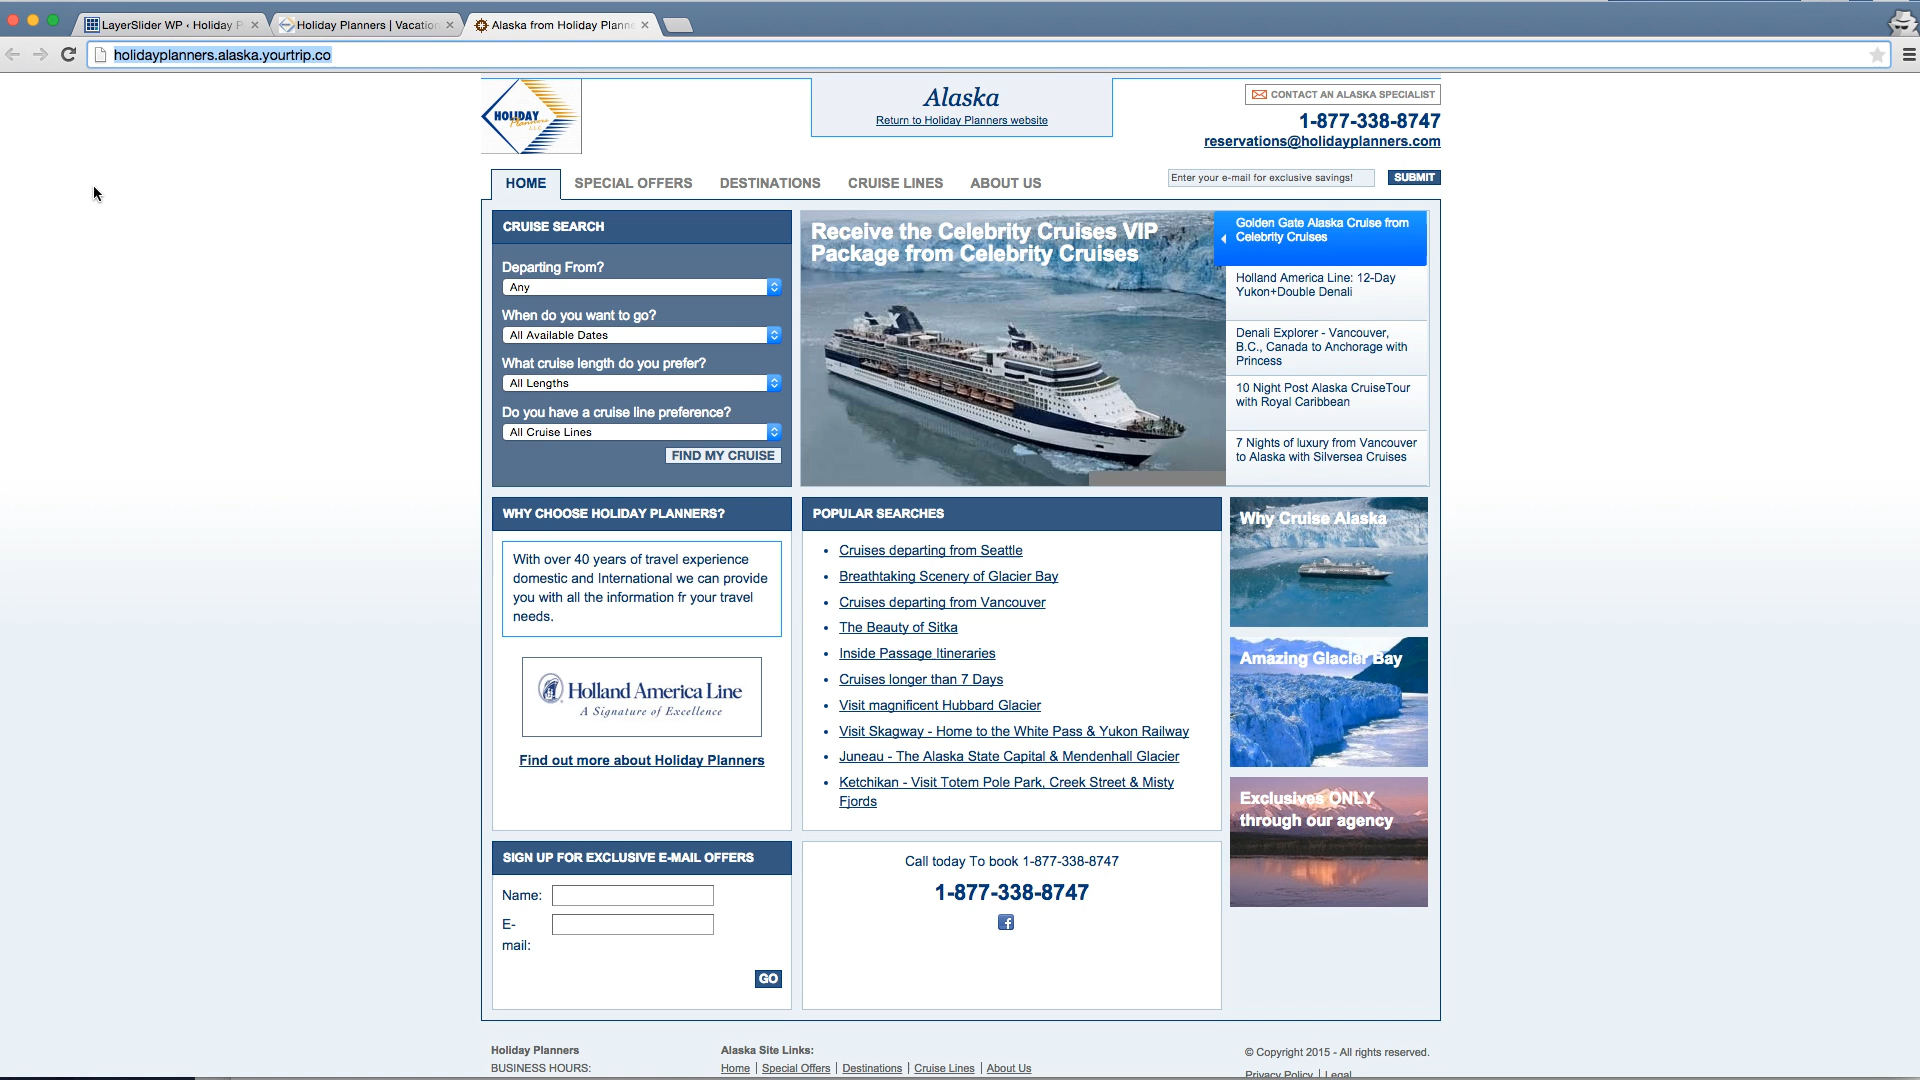 LayerSlider WP ‹ Holiday P
Holiday Planners | Vacation
Alaska from Holiday Plann
holidayplanners.alaska.yourtrip.co
HOLIDAY
Planners
LLC
Alaska
Return to Holiday Planners website
CONTACT AN ALASKA SPECIALIST
1-877-338-8747
reservations@holidayplanners.com
HOME
SPECIAL OFFERS
DESTINATIONS
CRUISE LINES
ABOUT US
Enter your e-mail for exclusive savings!
SUBMIT
CRUISE SEARCH
Departing From?
Any
When do you want to go?
All Available Dates
What cruise length do you prefer?
All Lengths
Do you have a cruise line preference?
All Cruise Lines
FIND MY CRUISE
Receive the Celebrity Cruises VIP
Package from Celebrity Cruises
Golden Gate Alaska Cruise from
Celebrity Cruises
Holland America Line: 12-Day
Yukon+Double Denali
Denali Explorer - Vancouver,
B.C., Canada to Anchorage with
Princess
10 Night Post Alaska CruiseTour
with Royal Caribbean
7 Nights of luxury from Vancouver
to Alaska with Silversea Cruises
WHY CHOOSE HOLIDAY PLANNERS?
With over 40 years of travel experience
domestic and International we can provide
you with all the information fr your travel
needs.
Holland America Line
A Signature of Excellence
Find out more about Holiday Planners
POPULAR SEARCHES
• Cruises departing from Seattle
• Breathtaking Scenery of Glacier Bay
• Cruises departing from Vancouver
• The Beauty of Sitka
• Inside Passage Itineraries
• Cruises longer than 7 Days
• Visit magnificent Hubbard Glacier
• Visit Skagway - Home to the White Pass & Yukon Railway
• Juneau - The Alaska State Capital & Mendenhall Glacier
• Ketchikan - Visit Totem Pole Park, Creek Street & Misty
Fjords
Why Cruise Alaska
Amazing Glacier Bay
Exclusives ONLY
through our agency
SIGN UP FOR EXCLUSIVE E-MAIL OFFERS
Name:
E-
mail:
GO
Call today To book 1-877-338-8747
1-877-338-8747
Holiday Planners
BUSINESS HOURS:
Alaska Site Links:
Home | Special Offers | Destinations | Cruise Lines | About Us
© Copyright 2015 - All rights reserved.
Privacy Policy | Legal